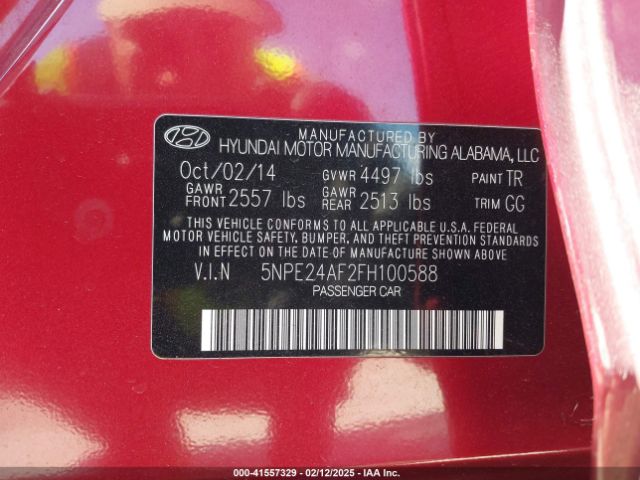 MANUFACTURED BY
HYUNDAI MOTOR MANUFACTURING ALABAMA, LLC
Oct/02/14 GVWR 4497 lbs PAINT TR
GAWR FRONT 2557 lbs GAWR REAR 2513 lbs TRIM GG
THIS VEHICLE CONFORMS TO ALL APPLICABLE U.S.A. FEDERAL
MOTOR VEHICLE SAFETY, BUMPER, AND THEFT PREVENTION STANDARDS
IN EFFECT ON THE DATE OF MANUFACTURE SHOWN ABOVE
V.I.N 5NPE24AF2FH100588
PASSENGER CAR
000-41557329 - 02/12/2025 - IAA Inc.